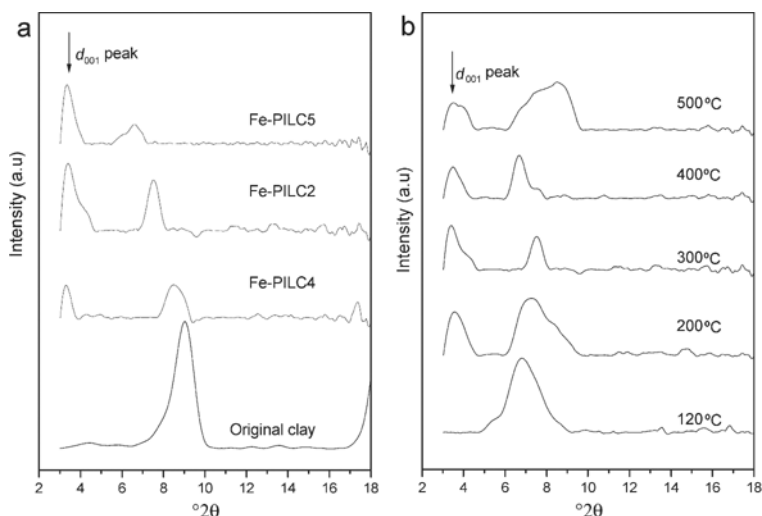 a
d001 peak
Fe-PILC5
Fe-PILC2
Fe-PILC4
Original clay
Intensity (a.u)
2 4 6 8 10 12 14 16 18
°2θ
b
d001 peak
500ºC
400ºC
300ºC
200ºC
120ºC
Intensity (a.u)
2 4 6 8 10 12 14 16 18
°2θ